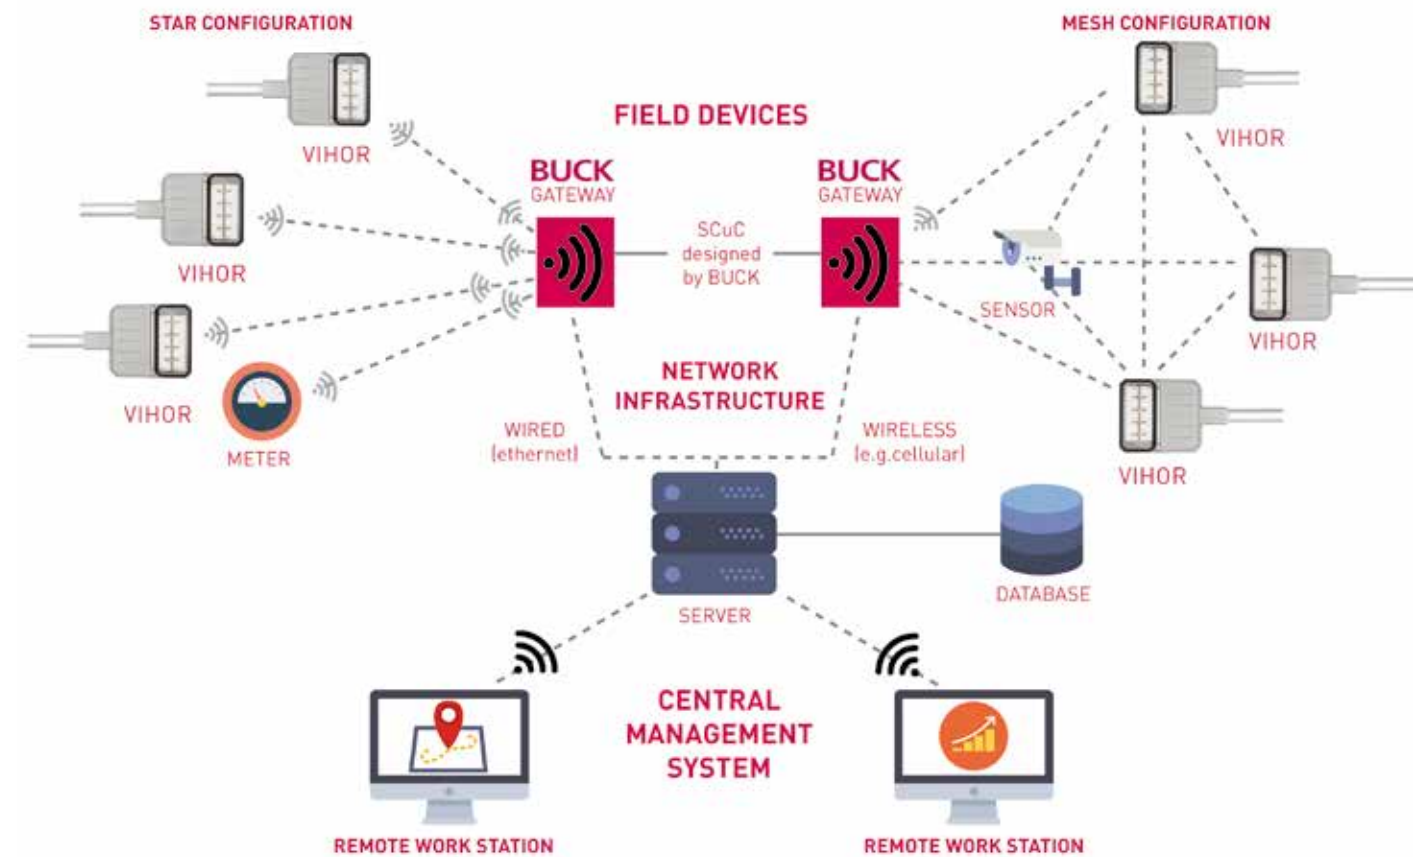 STAR CONFIGURATION
MESH CONFIGURATION
FIELD DEVICES
VIHOR
VIHOR
BUCK
GATEWAY
BUCK
GATEWAY
SCuC
designed
by BUCK
VIHOR
SENSOR
VIHOR
NETWORK
INFRASTRUCTURE
VIHOR
METER
WIRED
(ethernet)
WIRELESS
(e.g.cellular)
VIHOR
SERVER
DATABASE
CENTRAL
MANAGEMENT
SYSTEM
REMOTE WORK STATION
REMOTE WORK STATION